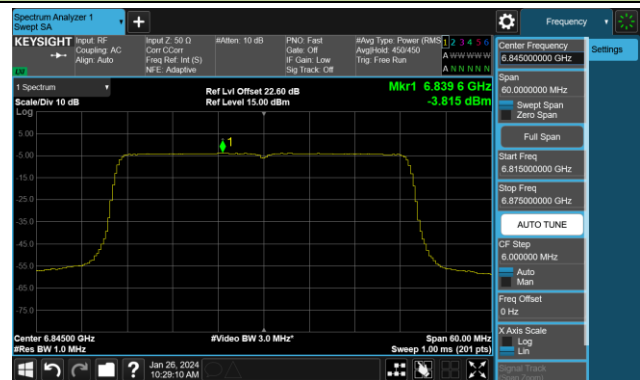 Spectrum Analyzer 1
Swept SA
Frequency
KEYSIGHT
Input: RF
Coupling: AC
Align: Auto
Input Z: 50 Ω
Corr CCorr
Freq Ref: Int (S)
NFE: Adaptive
#Atten: 10 dB
PNO: Fast
Gate: Off
IF Gain: Low
Sig Track: Off
#Avg Type: Power (RMS
Avg|Hold: 450/450
Trig: Free Run
1 2 3 4 5 6
A W W W W W
A N N N N N
1 Spectrum
Scale/Div 10 dB
Log
Ref Lvl Offset 22.60 dB
Ref Level 15.00 dBm
Mkr1 6.839 6 GHz
-3.815 dBm
5.00
-5.00
-15.0
-25.0
-35.0
-45.0
-55.0
-65.0
-75.0
1
Center 6.84500 GHz
#Res BW 1.0 MHz
#Video BW 3.0 MHz*
Span 60.00 MHz
Sweep 1.00 ms (201 pts)
Jan 26, 2024
10:29:10 AM
Center Frequency
6.845000000 GHz
Span
60.0000000 MHz
Swept Span
Zero Span
Full Span
Start Freq
6.815000000 GHz
Stop Freq
6.875000000 GHz
AUTO TUNE
CF Step
6.000000 MHz
Auto
Man
Freq Offset
0 Hz
X Axis Scale
Log
Lin
Signal Track
(Span Zoom)
Settings